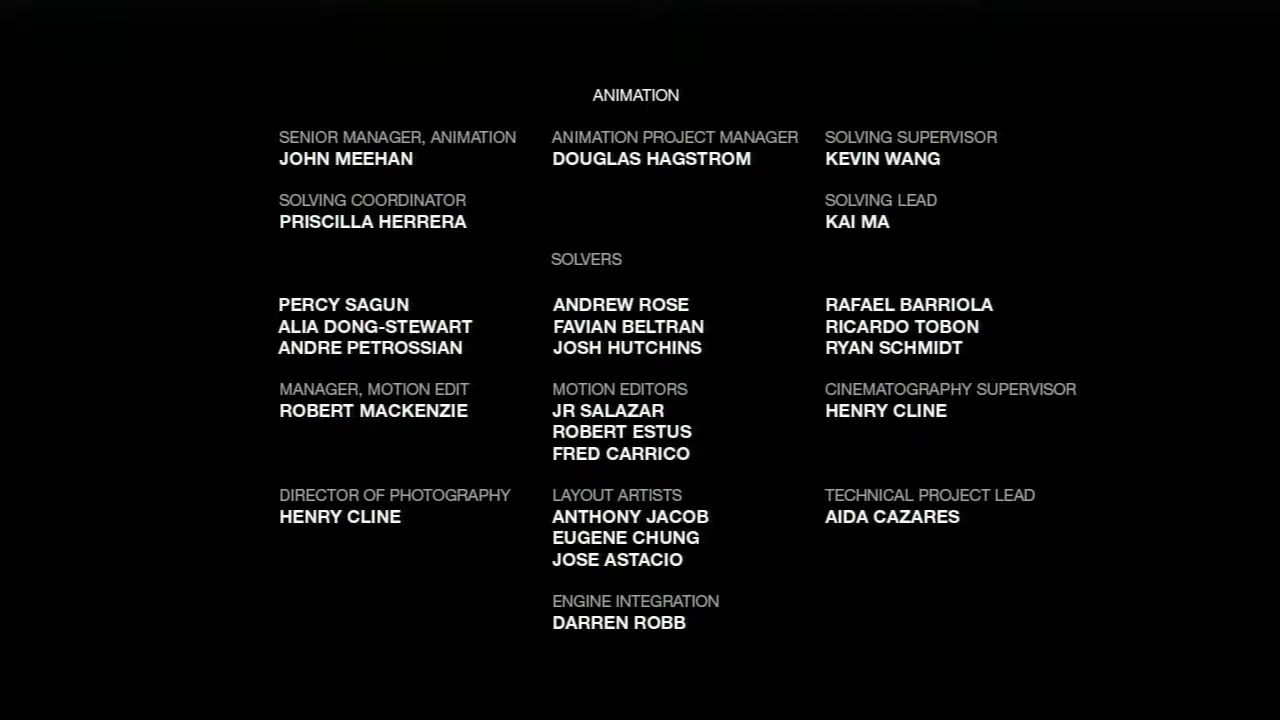 ANIMATION
SENIOR MANAGER, ANIMATION
JOHN MEEHAN
ANIMATION PROJECT MANAGER
DOUGLAS HAGSTROM
SOLVING SUPERVISOR
KEVIN WANG
SOLVING COORDINATOR
PRISCILLA HERRERA
SOLVING LEAD
KAI MA
SOLVERS
PERCY SAGUN
ALIA DONG-STEWART
ANDRE PETROSSIAN
ANDREW ROSE
FAVIAN BELTRAN
JOSH HUTCHINS
RAFAEL BARRIOLA
RICARDO TOBON
RYAN SCHMIDT
MANAGER, MOTION EDIT
ROBERT MACKENZIE
MOTION EDITORS
JR SALAZAR
ROBERT ESTUS
FRED CARRICO
CINEMATOGRAPHY SUPERVISOR
HENRY CLINE
DIRECTOR OF PHOTOGRAPHY
HENRY CLINE
LAYOUT ARTISTS
ANTHONY JACOB
EUGENE CHUNG
JOSE ASTACIO
TECHNICAL PROJECT LEAD
AIDA CAZARES
ENGINE INTEGRATION
DARREN ROBB